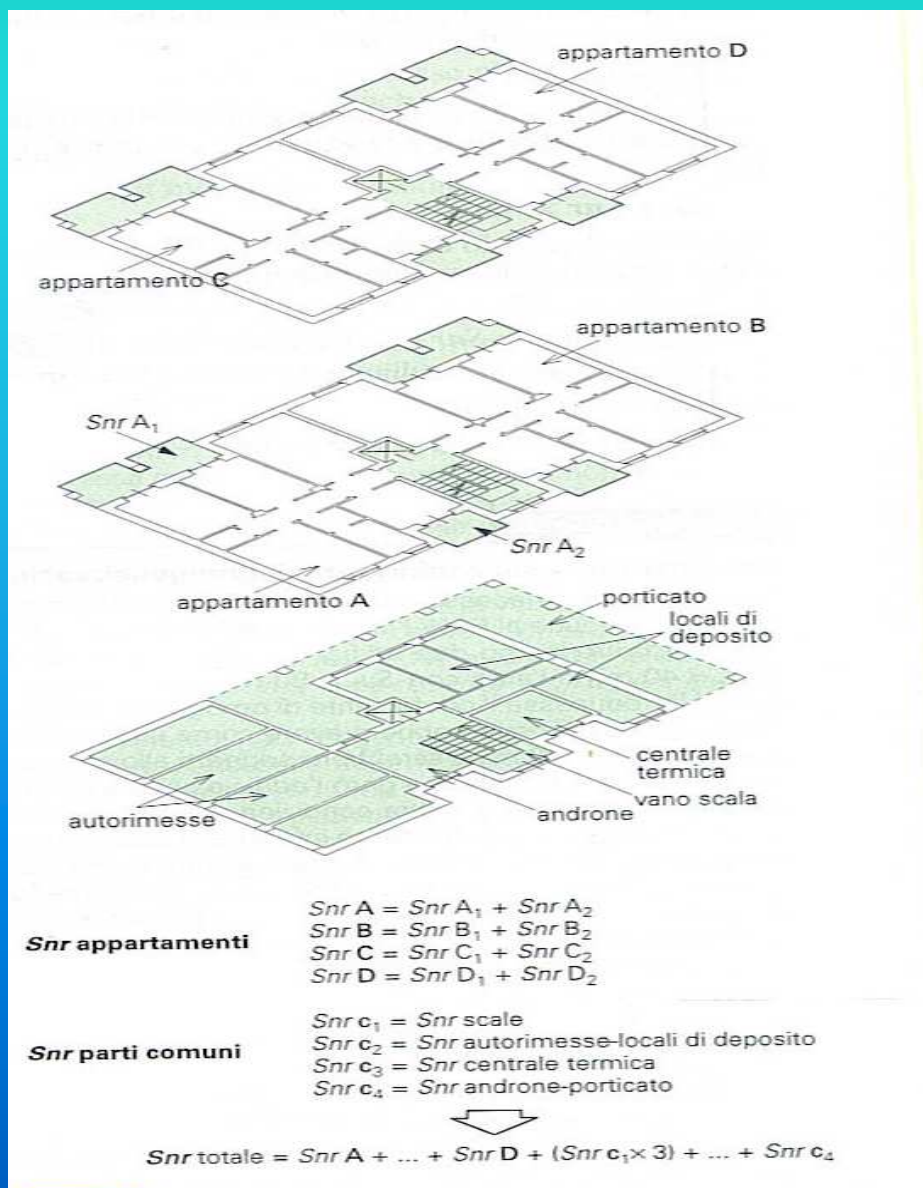 appartamento D
appartamento C
appartamento B
Snr A₁
Snr A₂
appartamento A
porticato
locali di
deposito
centrale
termica
vano scala
androne
autorimesse
Snr appartamenti
Snr A = Snr A₁ + Snr A₂
Snr B = Snr B₁ + Snr B₂
Snr C = Snr C₁ + Snr C₂
Snr D = Snr D₁ + Snr D₂
Snr parti comuni
Snr c₁ = Snr scale
Snr c₂ = Snr autorimesse-locali di deposito
Snr c₃ = Snr centrale termica
Snr c₄ = Snr androne-porticato
Snr totale = Snr A + ... + Snr D + (Snr c₁× 3) + ... + Snr c₄